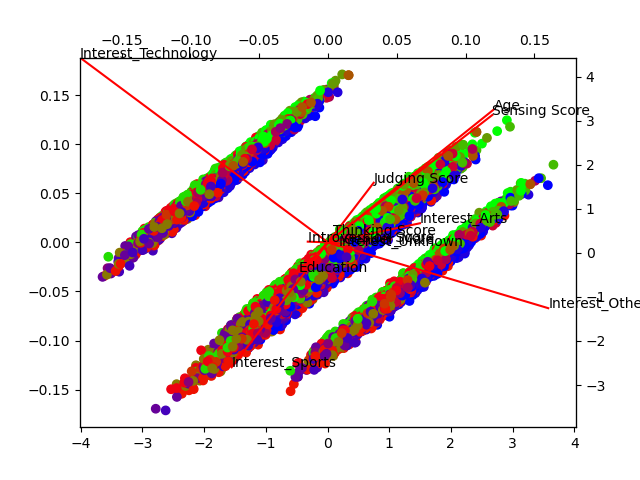 −0.15 −0.10 −0.05 0.00 0.05 0.10 0.15
Interest_Technology
4
0.15
Age
Sensing Score
3
0.10
2
Judging Score
0.05
1
Interest_Arts
Thinking Score
0.00
Interest_Unknown
0
Education
−0.05
−1
Interest_Othe
−0.10
−2
Interest_Sports
−0.15
−3
−4 −3 −2 −1 0 1 2 3 4